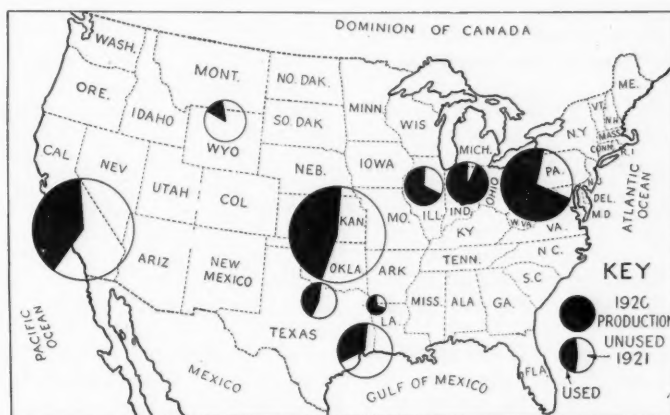 DOMINION OF CANADA
WASH.
MONT.
NO. DAK.
MINN.
ME.
ORE.
IDAHO
SO. DAK
WIS
MICH.
N.Y
VT.
N.H.
MASS.
CONN.
R.I
WYO
CAL
NEV
NEB.
IOWA
PA.
N.J
UTAH
COL
ILL
IND.
OHIO
DEL.
M.D
KAN
MO.
W.VA.
VA.
KY
ATLANTIC
OCEAN
ARIZ
NEW
MEXICO
OKLA
ARK
TENN.
N.C.
S.C
TEXAS
LA.
MISS.
ALA
GA.
FLA
PACIFIC
OCEAN
MEXICO
GULF OF MEXICO
KEY
1920
PRODUCTION
UNUSED
1921
USED